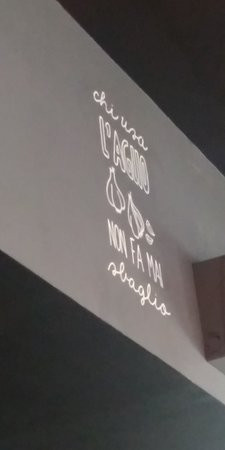 chi usa
L'AGLIO
NON FA MAI
sbaglio